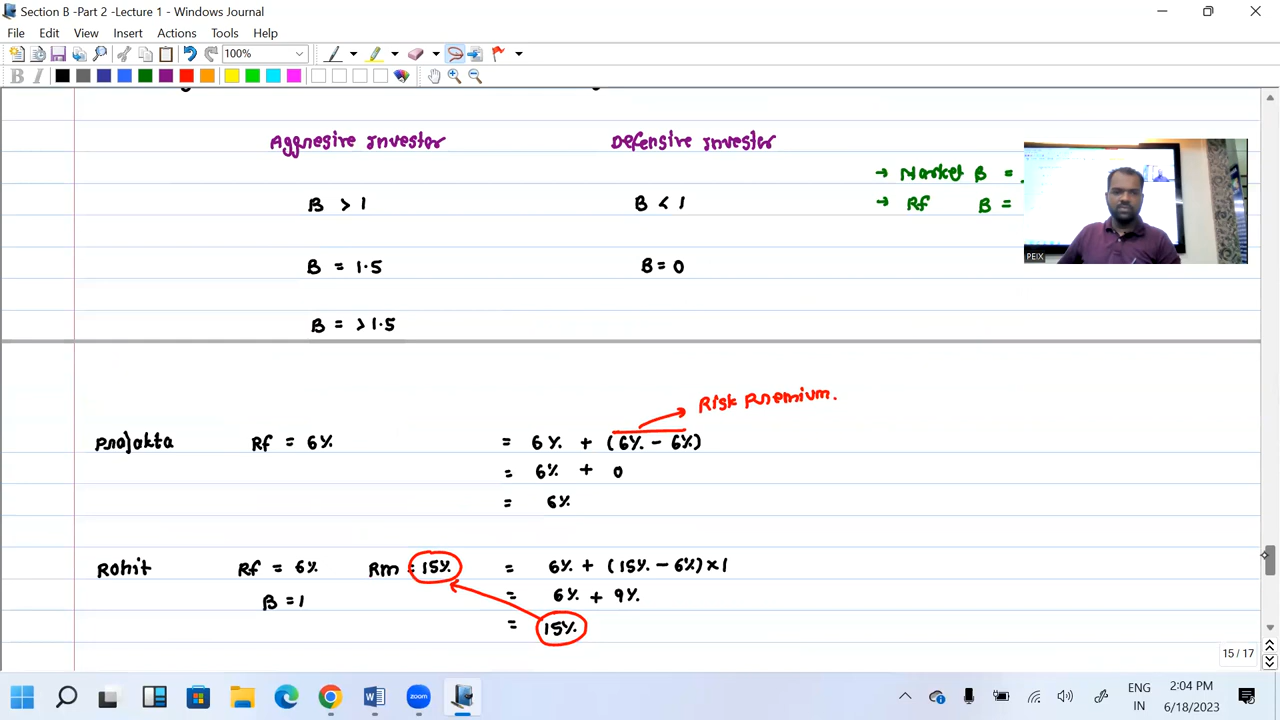 Section B -Part 2 -Lecture 1 - Windows Journal
File Edit View Insert Actions Tools Help
100%
B I
Aggresive Investor Defensive Investor
→ Market B =
B > 1 B < 1 → Rf B =
B = 1.5 B = 0
B = > 1.5
PEIX
Risk Premium.
Projakta Rf = 6% = 6% + (6% - 6%)
= 6% + 0
= 6%
Rohit Rf = 6% Rm = 15% = 6% + (15% - 6%) × 1
B = 1 = 6% + 9%
= 15%
15 / 17
zoom
ENG
IN
2:04 PM
6/18/2023